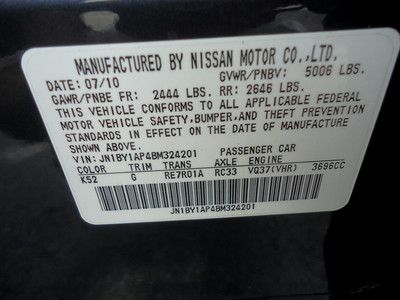 MANUFACTURED BY NISSAN MOTOR CO.,LTD.
DATE: 07/10 GVWR/PNBV: 5006 LBS.
GAWR/PNBE FR: 2444 LBS. RR: 2646 LBS.
THIS VEHICLE CONFORMS TO ALL APPLICABLE FEDERAL
MOTOR VEHICLE SAFETY, BUMPER, AND THEFT PREVENTION
STANDARDS IN EFFECT ON THE DATE OF MANUFACTURE
SHOWN ABOVE.
VIN: JN1BY1AP4BM324201 PASSENGER CAR
COLOR TRIM TRANS AXLE ENGINE
K52 G RE7R01A RC33 VQ37(VHR) 3696CC
JN1BY1AP4BM324201